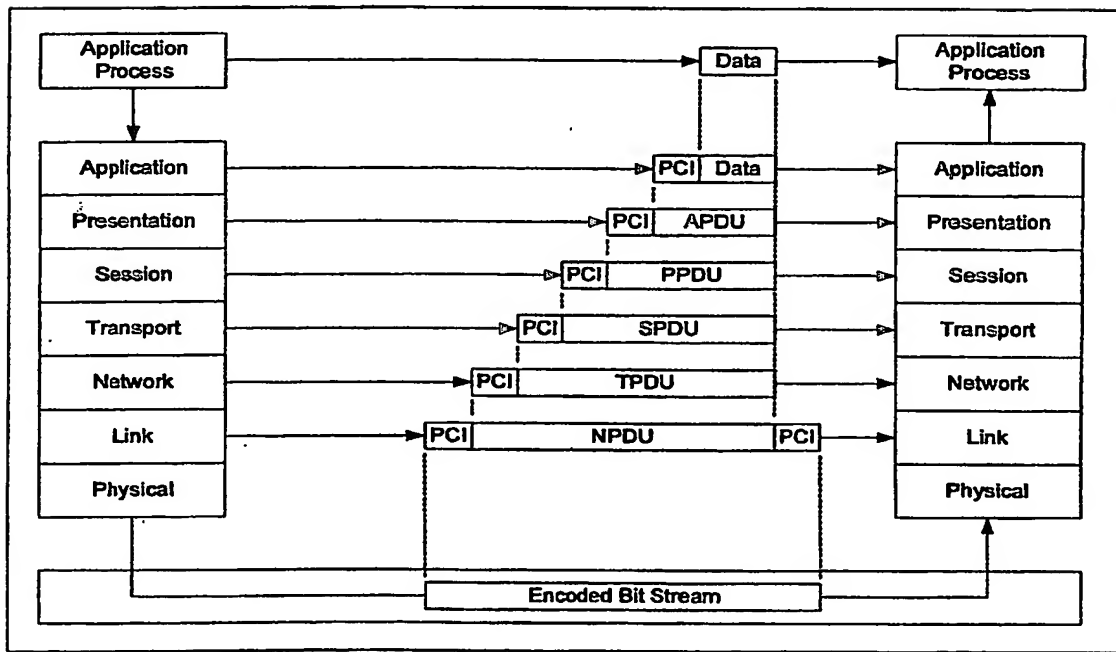 Application Process Data Application Process
Application PCI Data Application
Presentation PCI APDU Presentation
Session PCI PPDU Session
Transport PCI SPDU Transport
Network PCI TPDU Network
Link PCI NPDU PCI Link
Physical Physical
Encoded Bit Stream